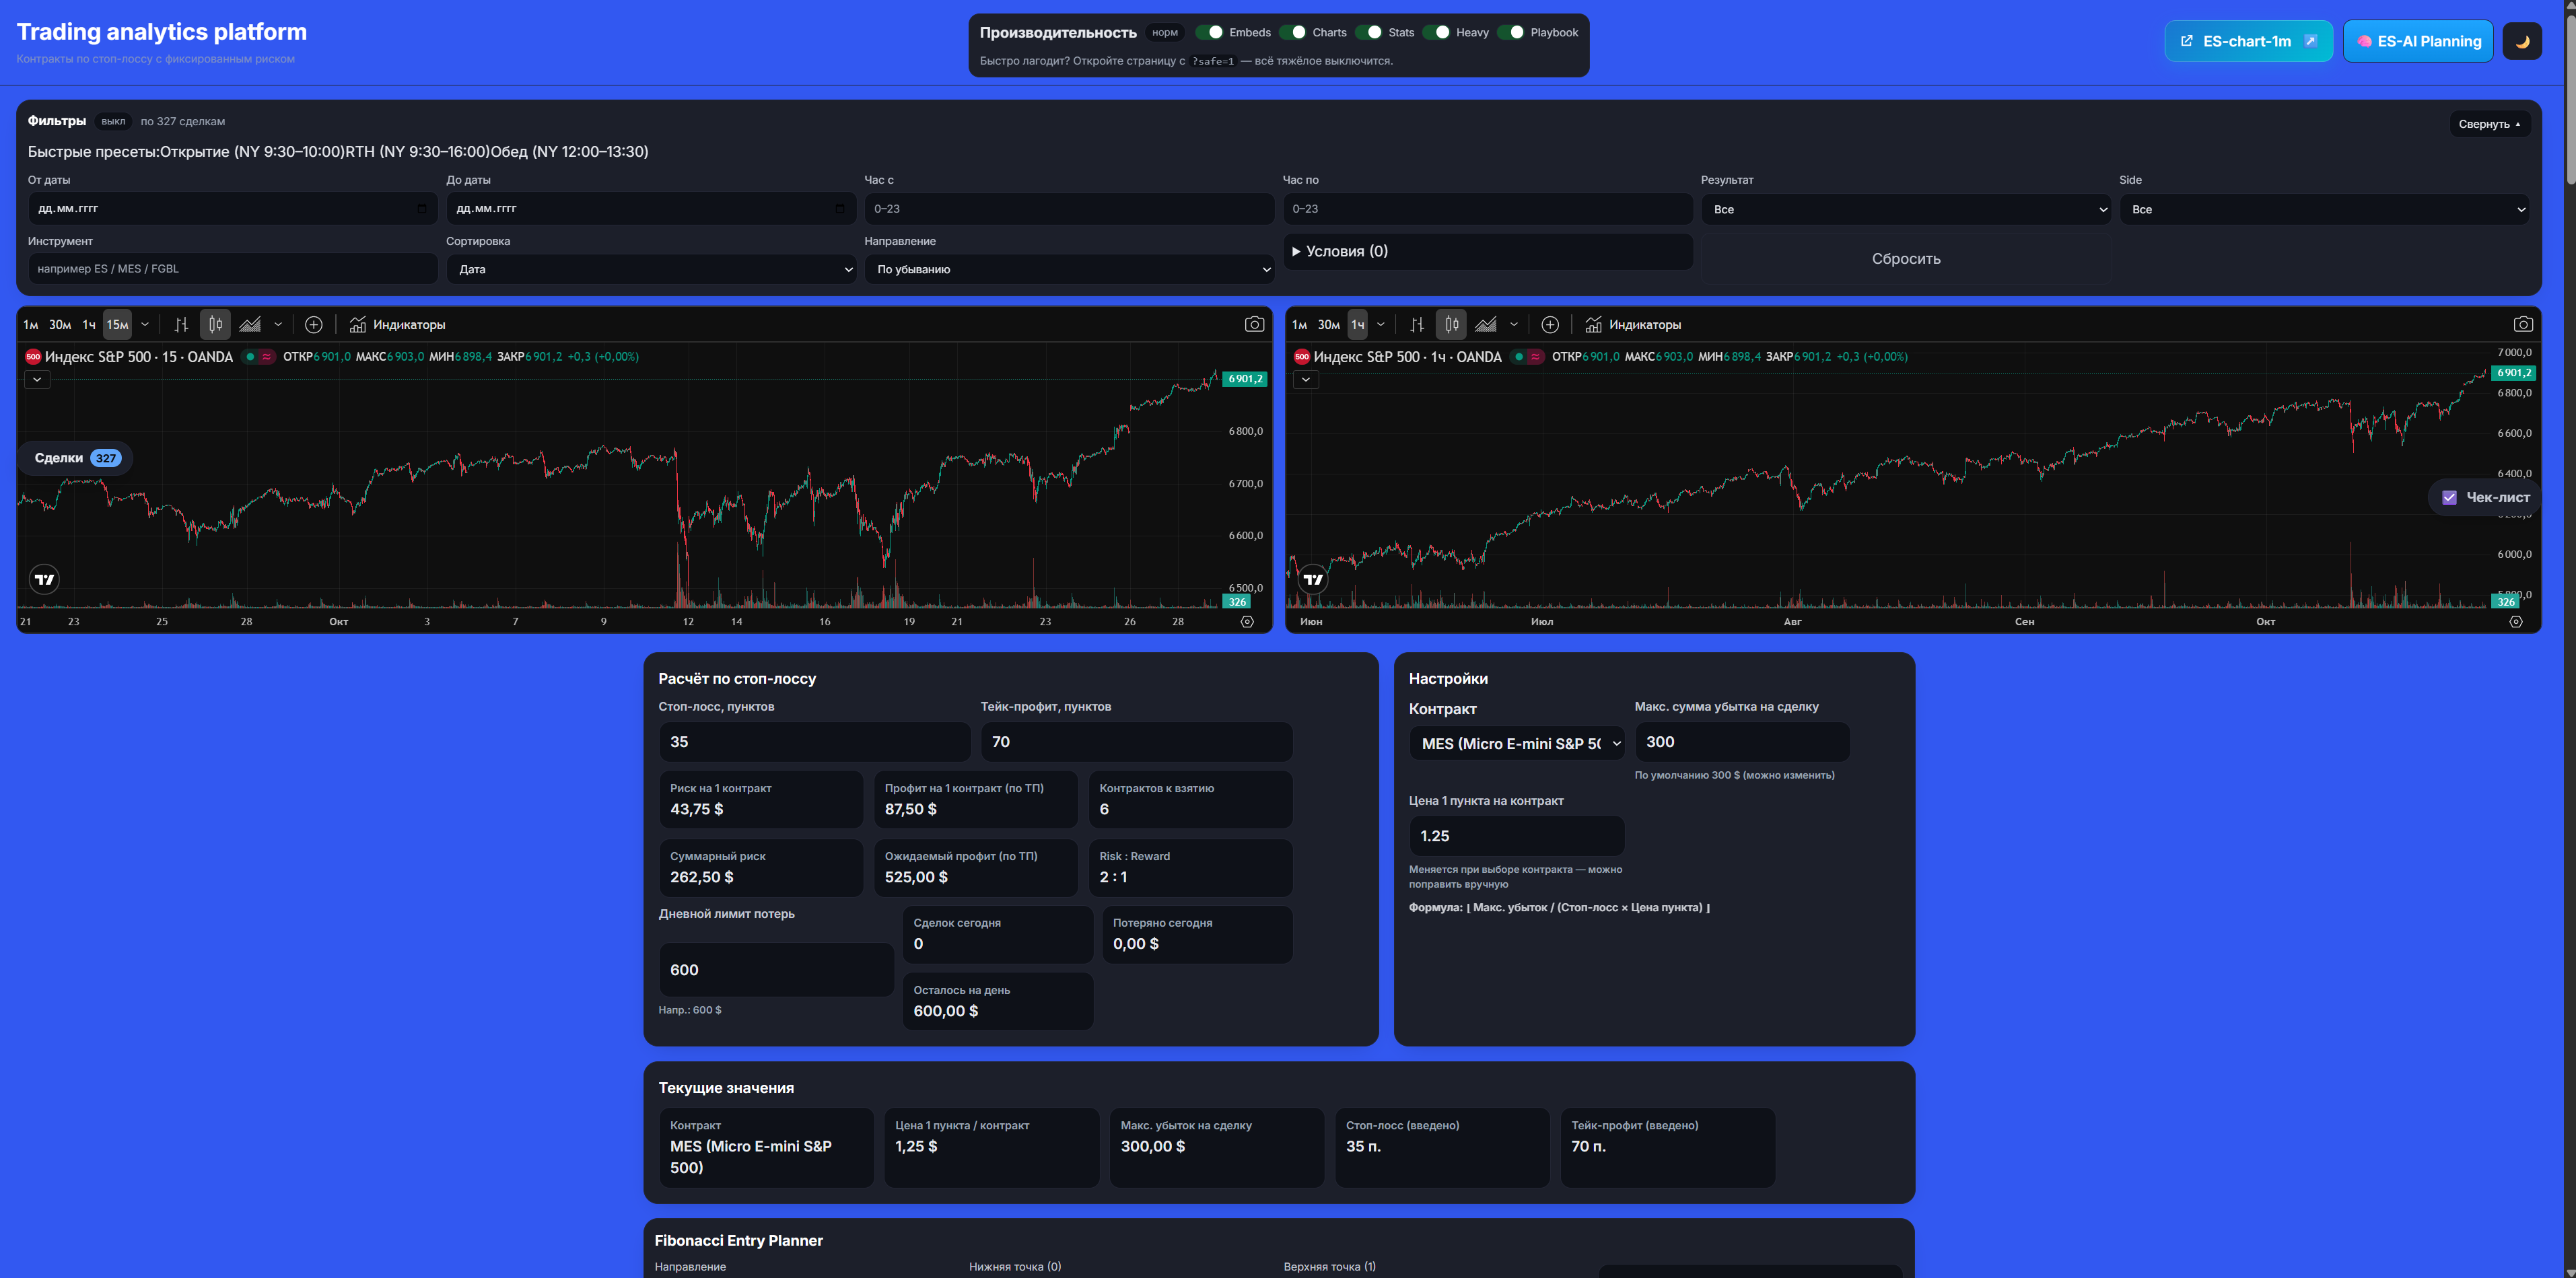 Trading analytics platform
Контракты по стоп-лоссу с фиксированным риском
Производительность норм Embeds Charts Stats Heavy Playbook
Быстро лагодит? Откройте страницу с ?safe=1 — всё тяжёлое выключится.
ES-chart-1m
ES-AI Planning
Фильтры выкл по 327 сделкам
Свернуть
Быстрые пресеты:Открытие (NY 9:30–10:00)RTH (NY 9:30–16:00)Обед (NY 12:00–13:30)
От даты До даты Час с Час по Результат Side
дд.мм.гггг дд.мм.гггг 0–23 0–23 Все Все
Инструмент Сортировка Направление
например ES / MES / FGBL Дата По убыванию Условия (0) Сбросить
1м 30м 1ч 15м Индикаторы
500 Индекс S&P 500 · 15 · OANDA ОТКР6 901,0 МАКС6 903,0 МИН6 898,4 ЗАКР6 901,2 +0,3 (+0,00%)
6 901,2
6 800,0
6 700,0
6 600,0
6 500,0
326
21 23 25 28 Окт 3 7 9 12 14 16 19 21 23 26 28
Сделки 327
1м 30м 1ч Индикаторы
500 Индекс S&P 500 · 1ч · OANDA ОТКР6 901,0 МАКС6 903,0 МИН6 898,4 ЗАКР6 901,2 +0,3 (+0,00%)
7 000,0
6 901,2
6 800,0
6 600,0
6 400,0
6 000,0
326
Июн Июл Авг Сен Окт
Чек-лист
Расчёт по стоп-лоссу
Стоп-лосс, пунктов Тейк-профит, пунктов
35 70
Риск на 1 контракт Профит на 1 контракт (по ТП) Контрактов к взятию
43,75 $ 87,50 $ 6
Суммарный риск Ожидаемый профит (по ТП) Risk : Reward
262,50 $ 525,00 $ 2 : 1
Дневной лимит потерь Сделок сегодня Потеряно сегодня
0 0,00 $
600
Осталось на день
600,00 $
Напр.: 600 $
Настройки
Контракт Макс. сумма убытка на сделку
MES (Micro E-mini S&P 50 300
По умолчанию 300 $ (можно изменить)
Цена 1 пункта на контракт
1.25
Меняется при выборе контракта — можно
поправить вручную
Формула: ⌊ Макс. убыток / (Стоп-лосс × Цена пункта) ⌋
Текущие значения
Контракт Цена 1 пункта / контракт Макс. убыток на сделку Стоп-лосс (введено) Тейк-профит (введено)
MES (Micro E-mini S&P 1,25 $ 300,00 $ 35 п. 70 п.
500)
Fibonacci Entry Planner
Направление Нижняя точка (0) Верхняя точка (1)